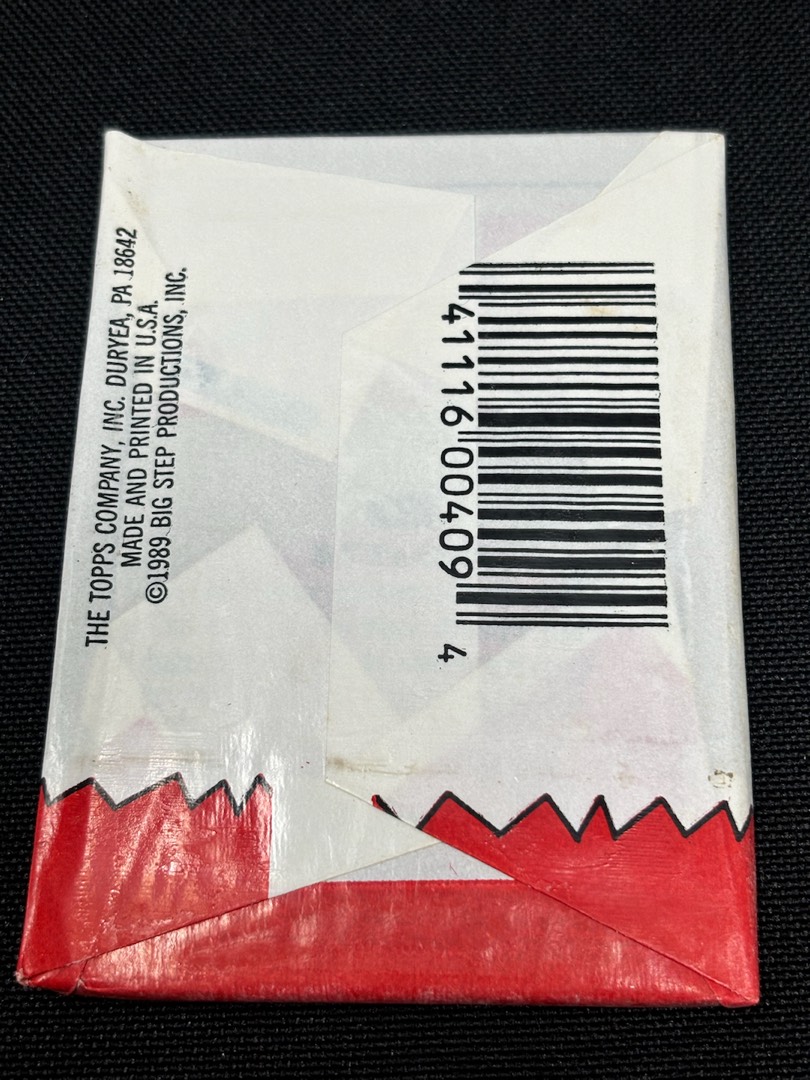 THE TOPPS COMPANY, INC. DURYEA, PA 18642
MADE AND PRINTED IN U.S.A.
©1989 BIG STEP PRODUCTIONS, INC.
41116 00409 4